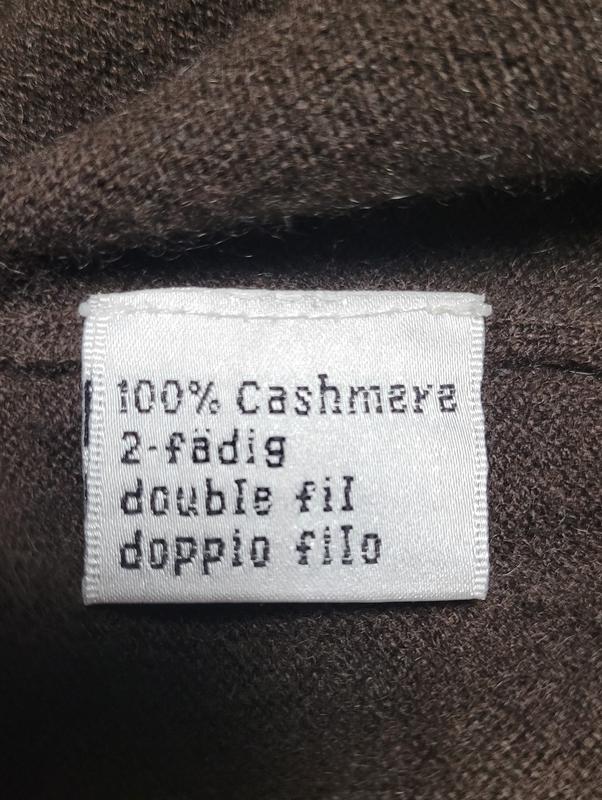 100% Cashmere
2-fädig
double fil
doppio filo